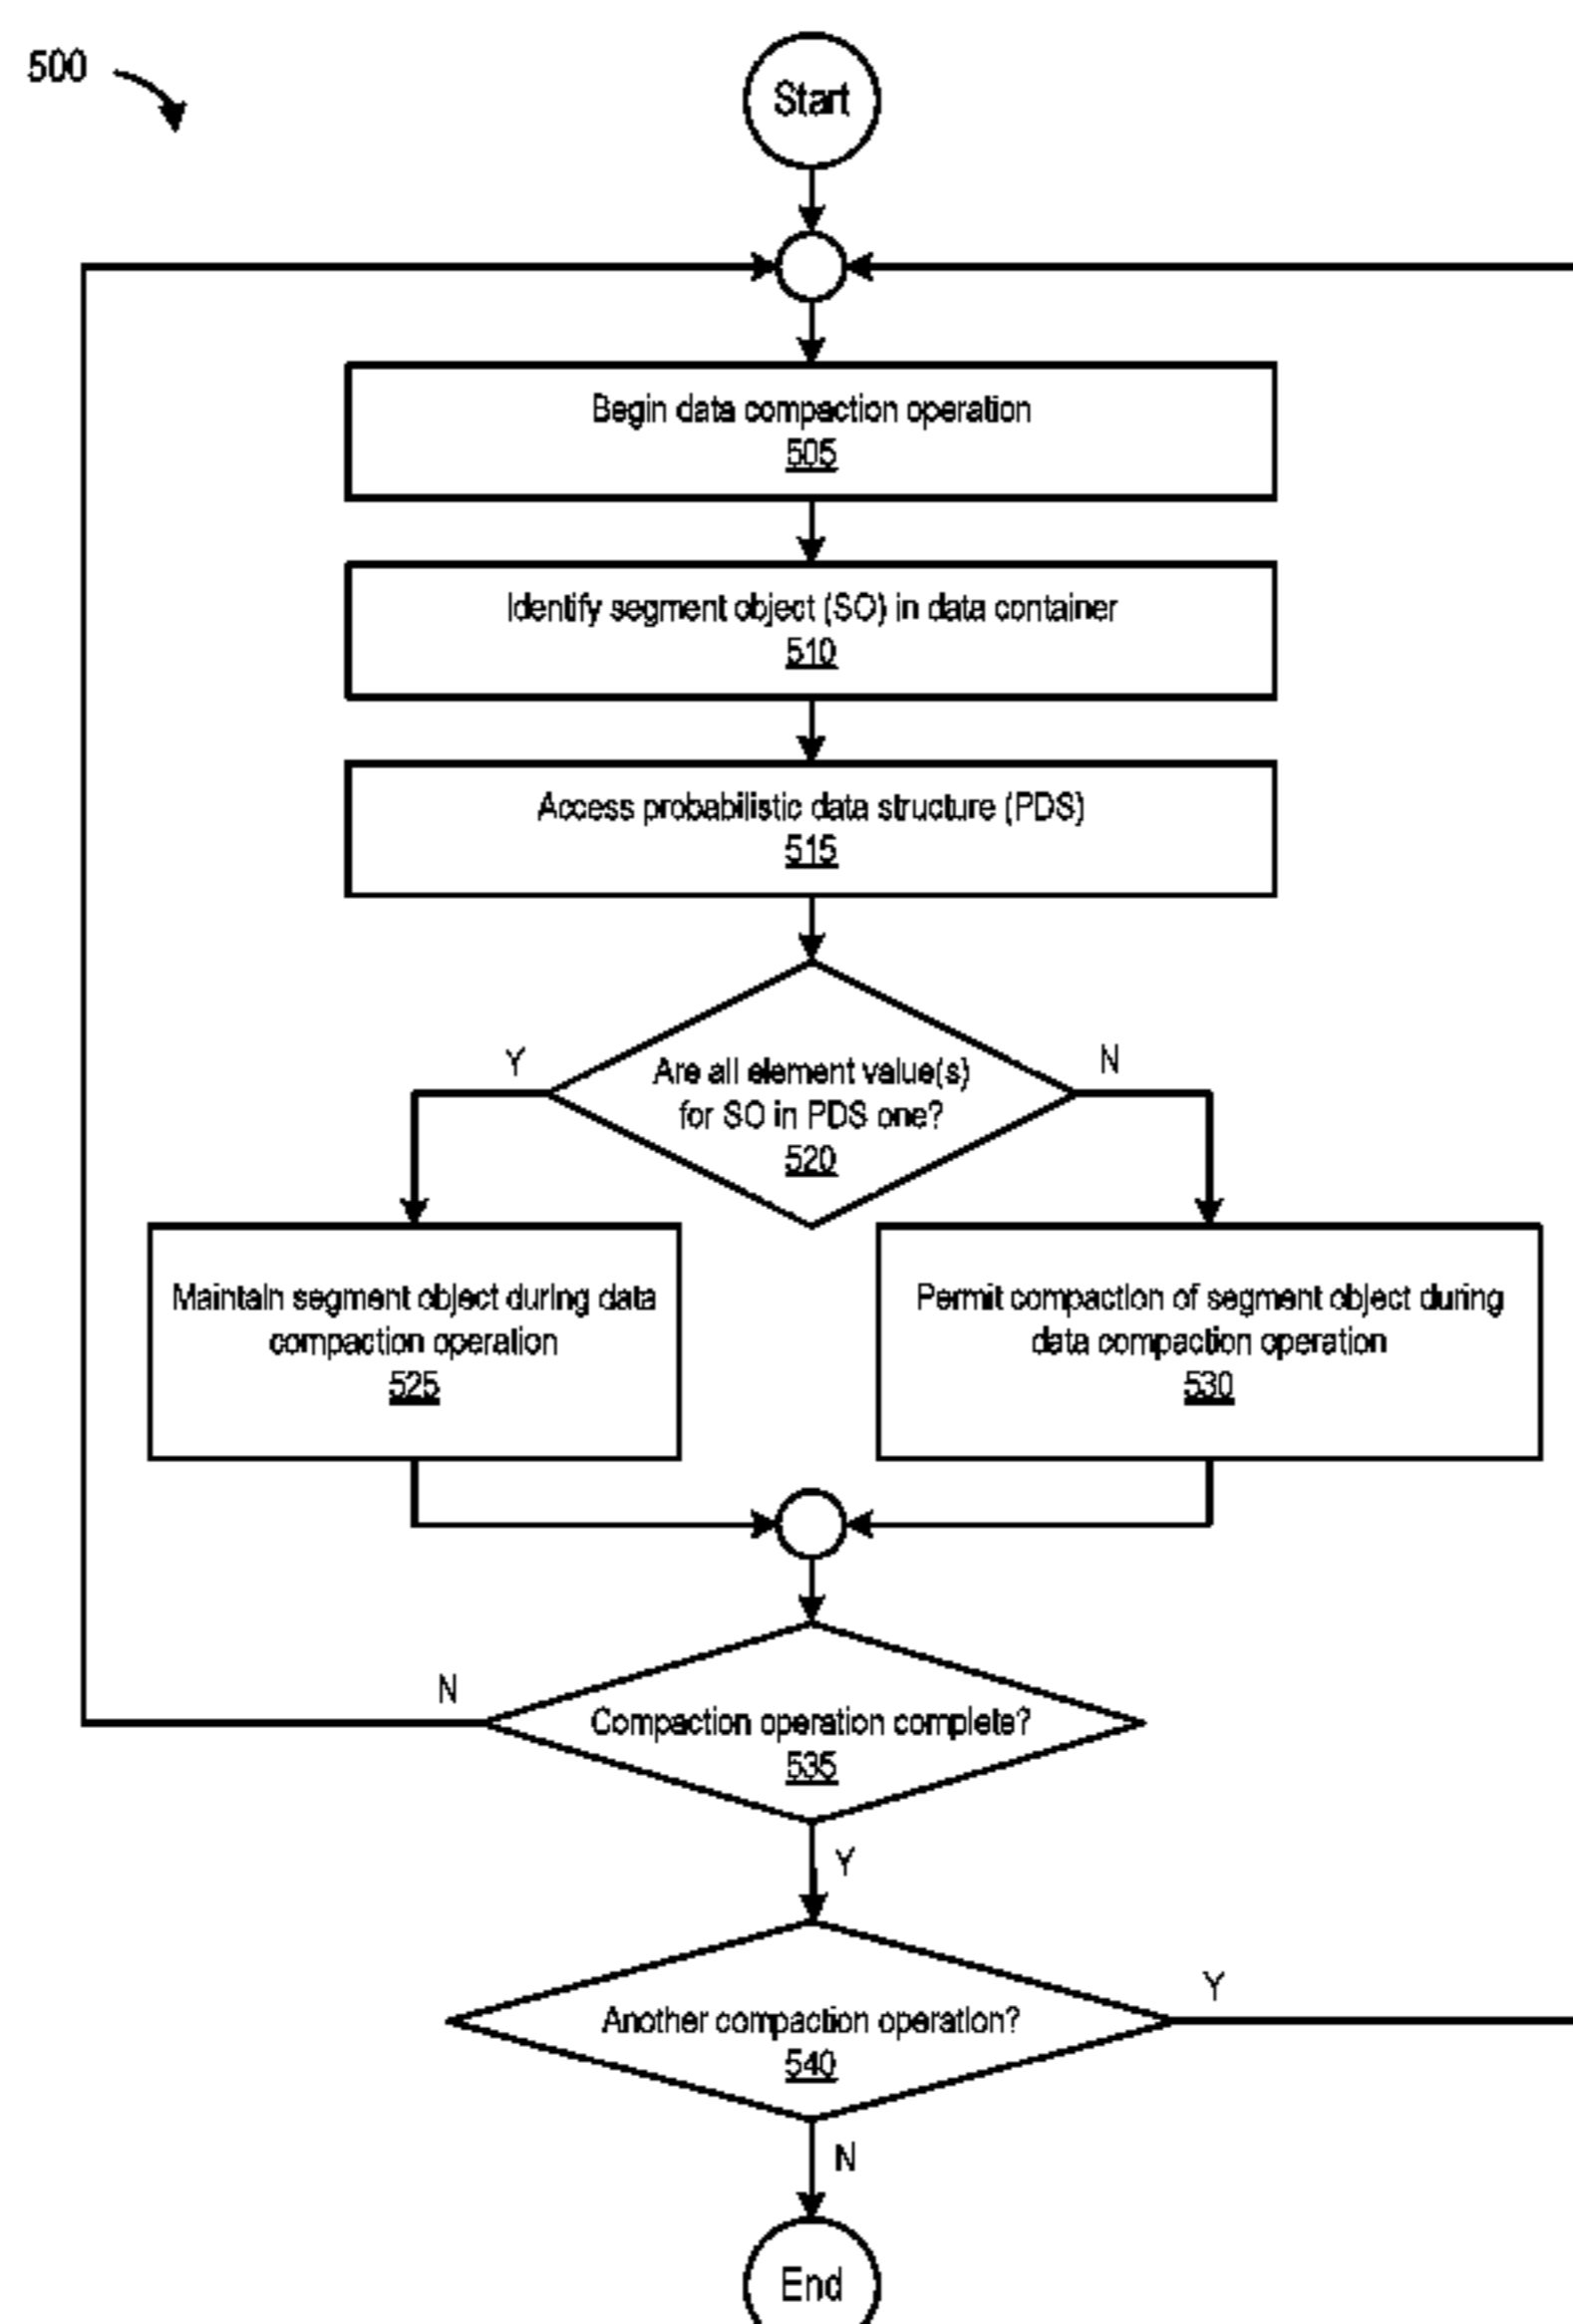 500
Start
Begin data compaction operation
505
Identify segment object (SO) in data container
510
Access probabilistic data structure (PDS)
515
Y
N
Are all element value(s)
for SO in PDS one?
520
Maintain segment object during data
compaction operation
525
Permit compaction of segment object during
data compaction operation
530
N
Compaction operation complete?
535
Y
Y
Another compaction operation?
540
N
End